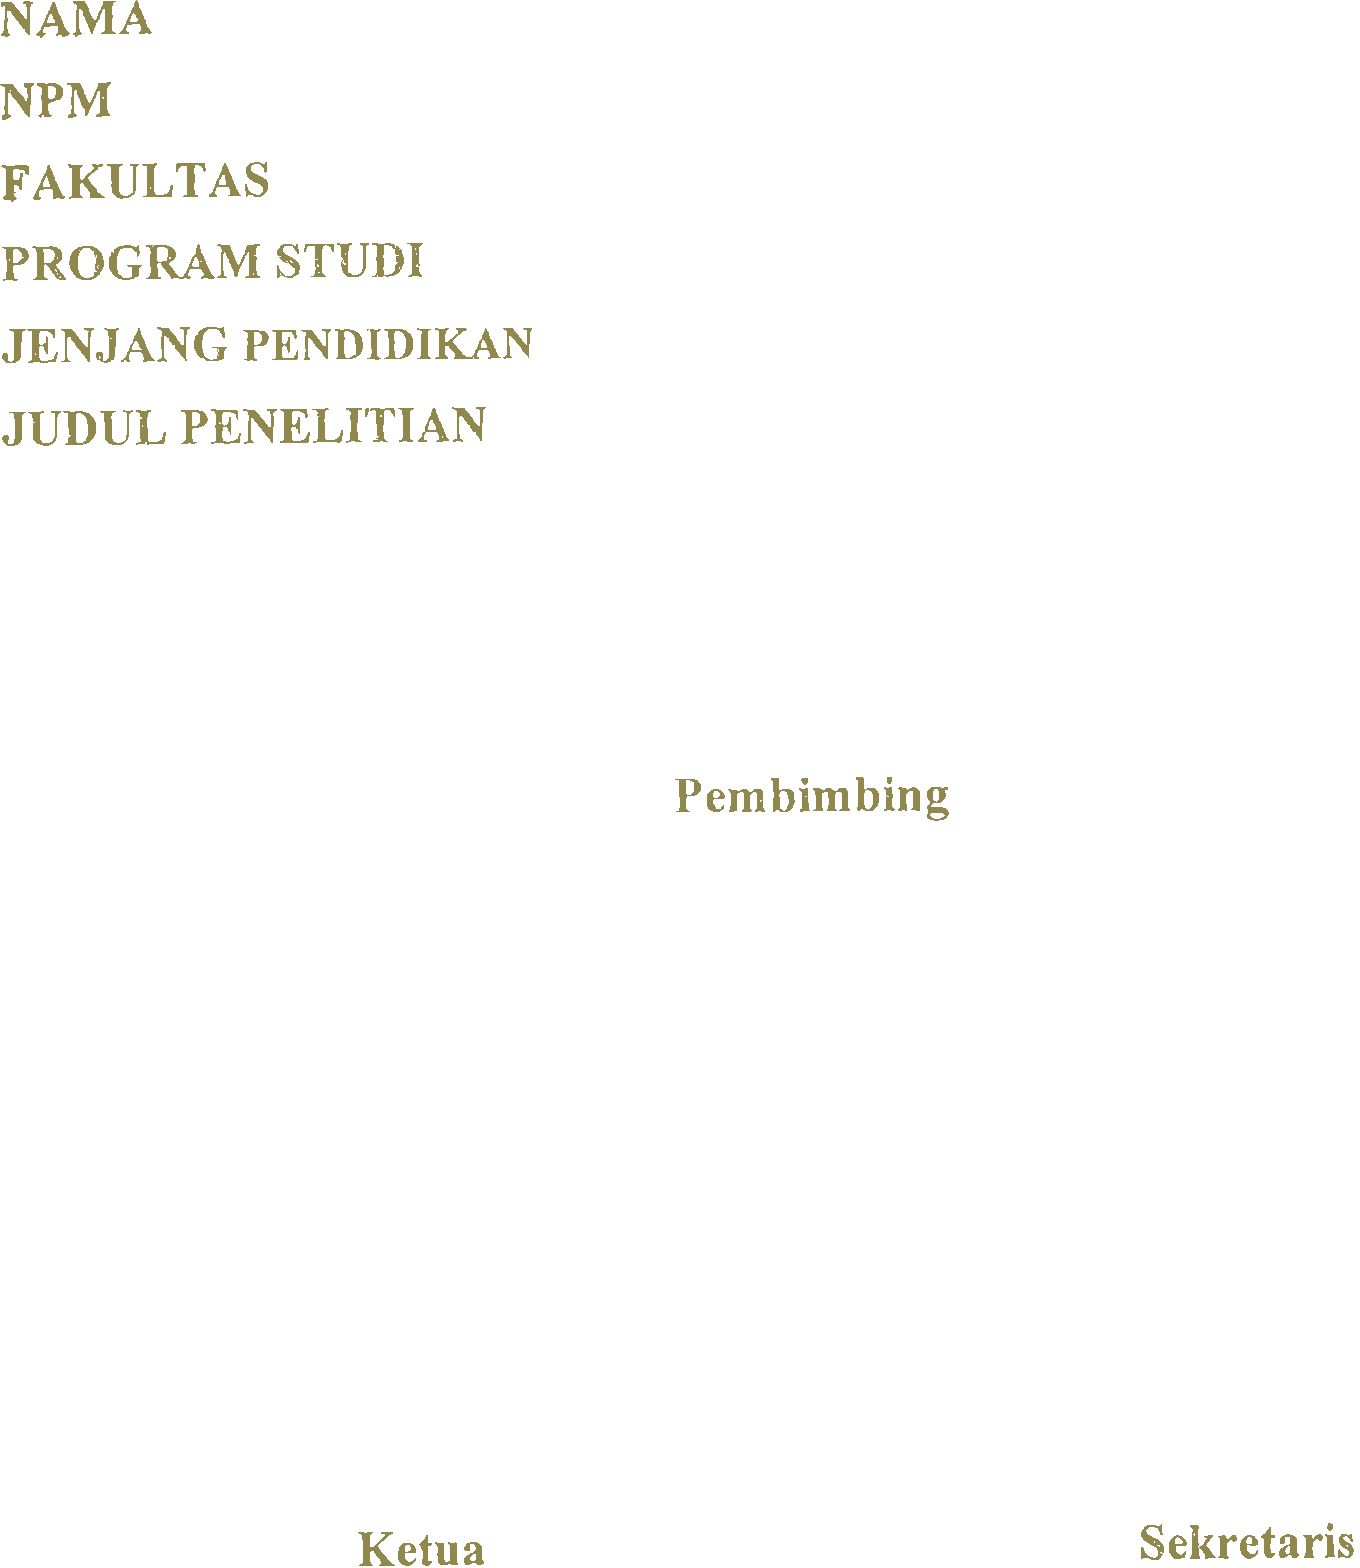 NAMA
NPM
FAKULTAS
PROGRAM STUDI
JENJANG PENDIDIKAN
JUDUL PENELITIAN
Pembimbing
Ketua
Sekretaris